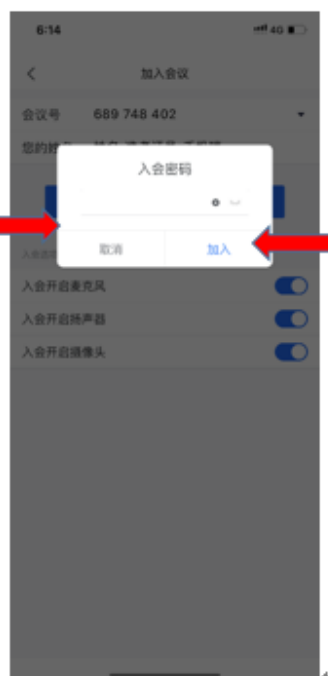 6:14 4G
加入会议
会议号 689 748 402
您的姓
入会密码
取消 加入
入会开启麦克风
入会开启扬声器
入会开启摄像头